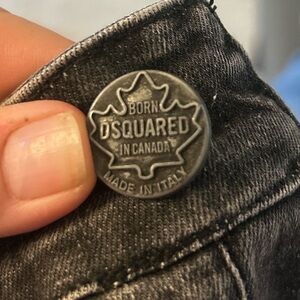 BORN
DSQUARED
IN CANADA
MADE IN ITALY